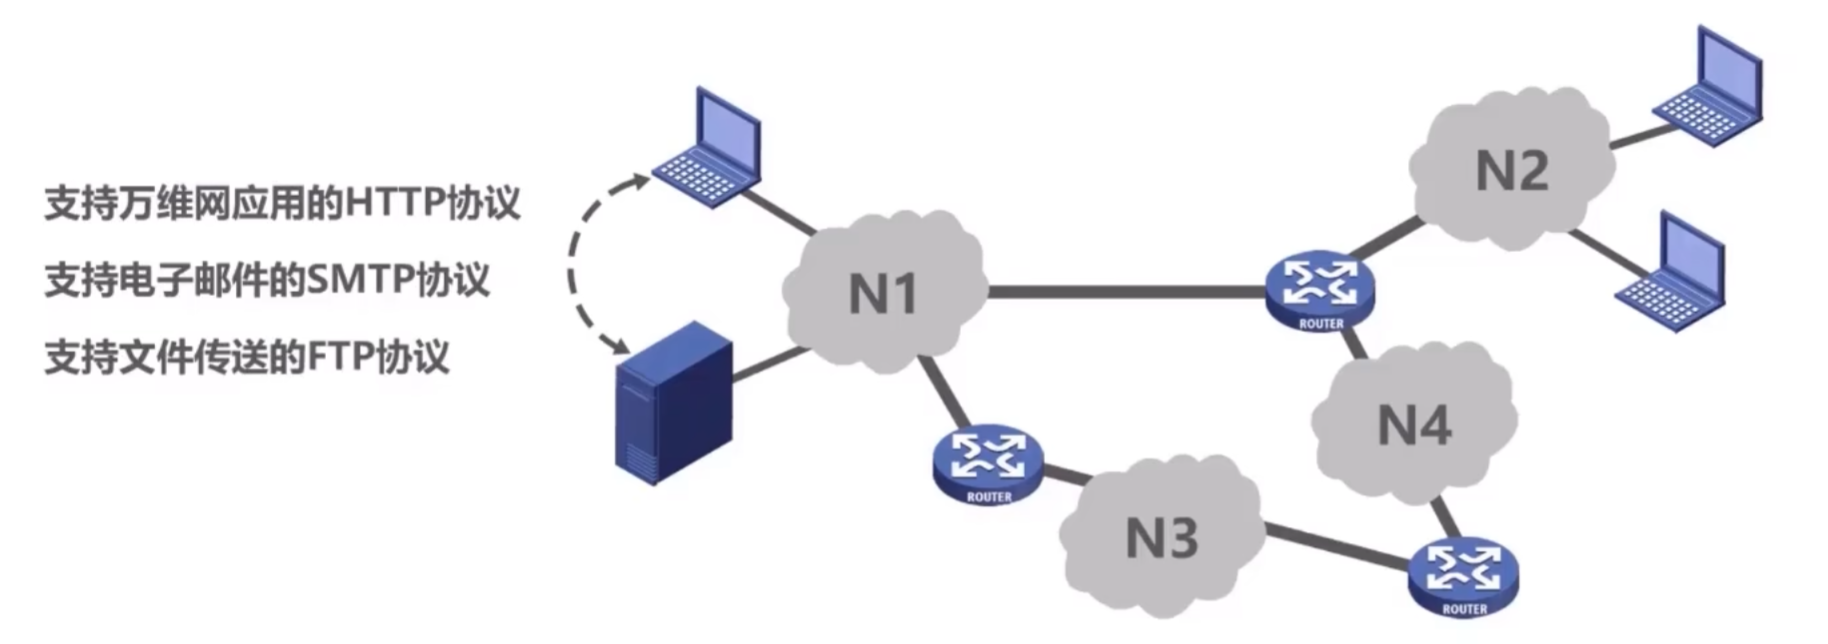 支持万维网应用的HTTP协议
支持电子邮件的SMTP协议
支持文件传送的FTP协议
N1
N2
ROUTER
N4
ROUTER
N3
ROUTER